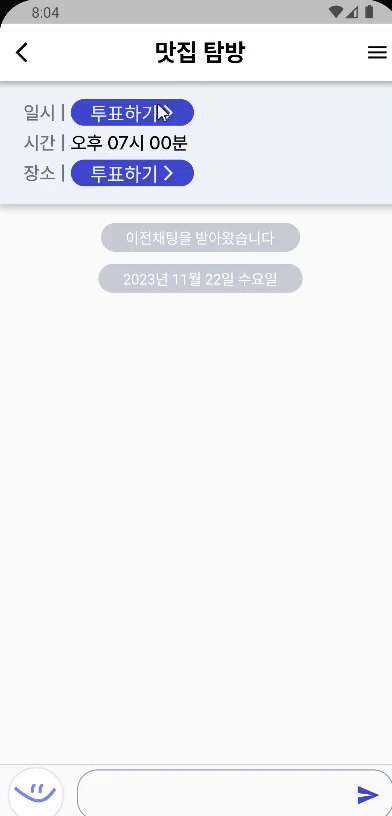 8:04
맛집 탐방
일시 | 투표하기 >
시간 | 오후 07시 00분
장소 | 투표하기 >
이전채팅을 받아왔습니다
2023년 11월 22일 수요일